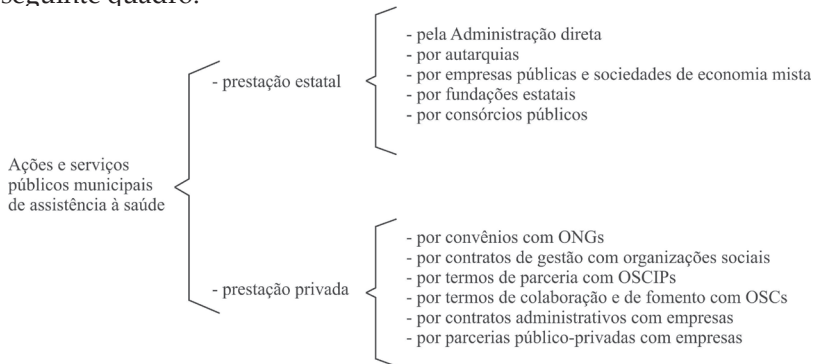 seguinte quadro.
- pela Administração direta
- por autarquias
- prestação estatal
- por empresas públicas e sociedades de economia mista
- por fundações estatais
- por consórcios públicos
Ações e serviços
públicos municipais
de assistência à saúde
- por convênios com ONGs
- por contratos de gestão com organizações sociais
- por termos de parceria com OSCIPs
- prestação privada
- por termos de colaboração e de fomento com OSCs
- por contratos administrativos com empresas
- por parcerias público-privadas com empresas